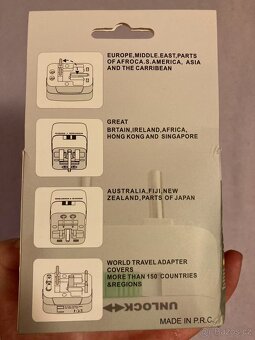 EUROPE,MIDDLE.EAST,PARTS
OF AFROCA.S.AMERICA, ASIA
AND THE CARRIBEAN
GREAT
BRTAIN,IRELAND,AFRICA,
HONG KONG AND SINGAPORE
AUSTRALIA,FIJI,NEW
ZEALAND,PARTS OF JAPAN
WORLD TRAVEL ADAPTER
COVERS
MORE THAN 150 COUNTRIES
&REGIONS
UNLOCK
MADE IN P.R.C.